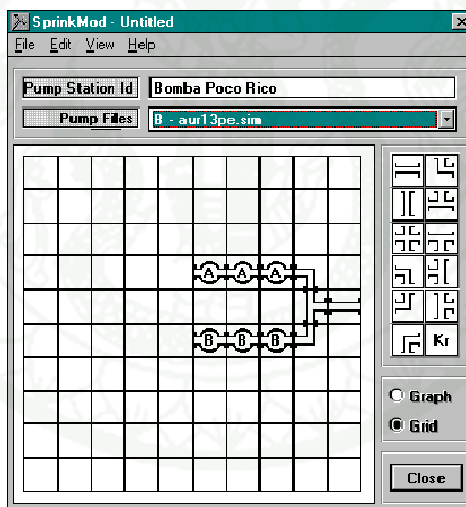 SprinkMod - Untitled
File Edit View Help
Pump Station Id Bomba Poco Rico
Pump Files B - aur13pe.sim
A A A
B B B
Kr
Graph
Grid
Close